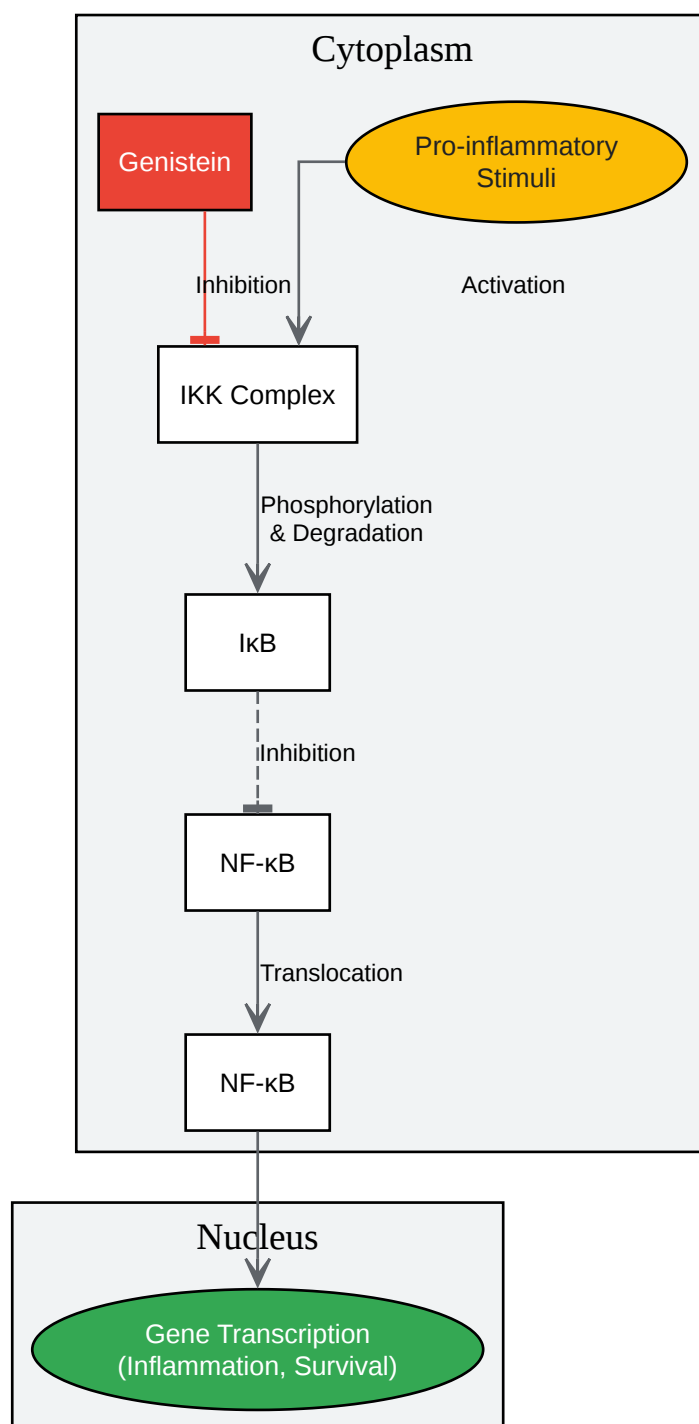 Cytoplasm
Genistein
Pro-inflammatory
Stimuli
Inhibition
Activation
IKK Complex
Phosphorylation
& Degradation
IκB
Inhibition
NF-κB
Translocation
NF-κB
Nucleus
Gene Transcription
(Inflammation, Survival)